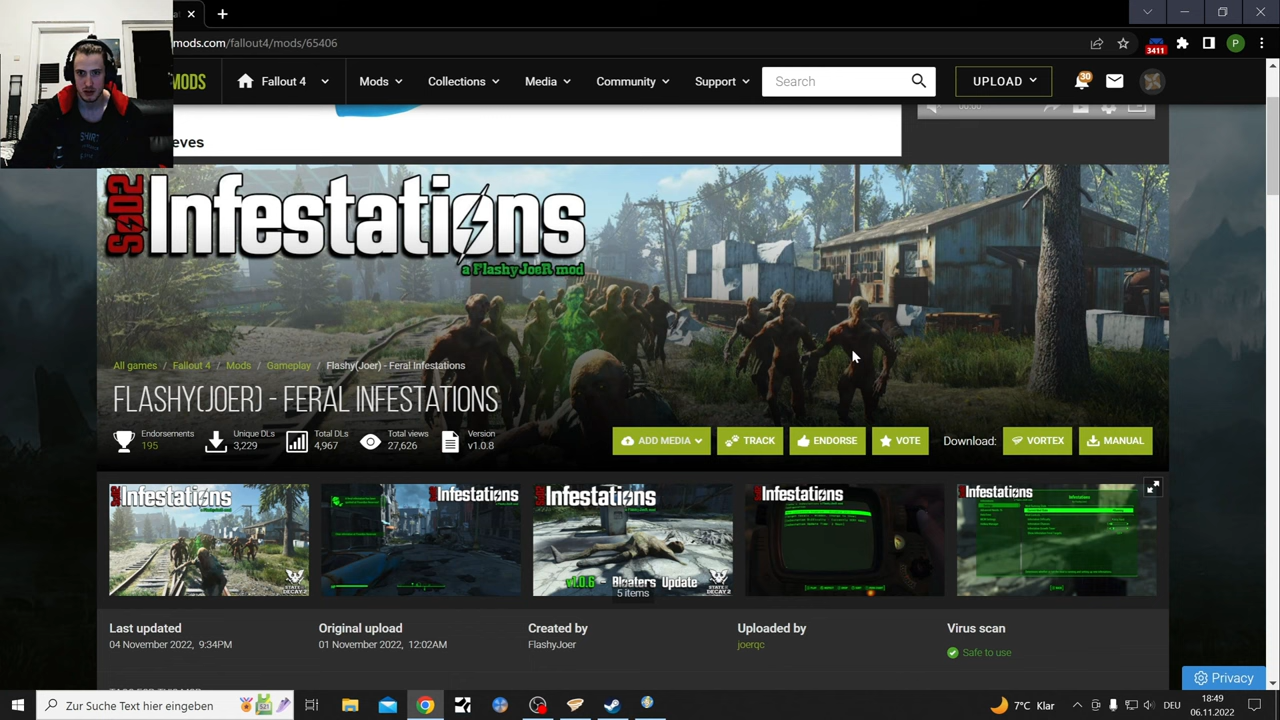 mods.com/fallout4/mods/65406
3411
P
MODS
Fallout 4
Mods
Collections
Media
Community
Support
Search
UPLOAD
30
eves
00:00
SoD2
Infestations
a FlashyJoeR mod
All games / Fallout 4 / Mods / Gameplay / Flashy(Joer) - Feral Infestations
FLASHY(JOER) - FERAL INFESTATIONS
Endorsements
195
Unique DLs
3,229
Total DLs
4,967
Total views
27,626
Version
v1.0.8
ADD MEDIA
TRACK
ENDORSE
VOTE
Download:
VORTEX
MANUAL
Infestations
Infestations
Infestations
v1.0.6 - Bloaters Update
5 items
Infestations
Infestations
Last updated
04 November 2022, 9:34PM
Original upload
01 November 2022, 12:02AM
Created by
FlashyJoer
Uploaded by
joerqc
Virus scan
Safe to use
Privacy
Zur Suche Text hier eingeben
7°C Klar
DEU
18:49
06.11.2022